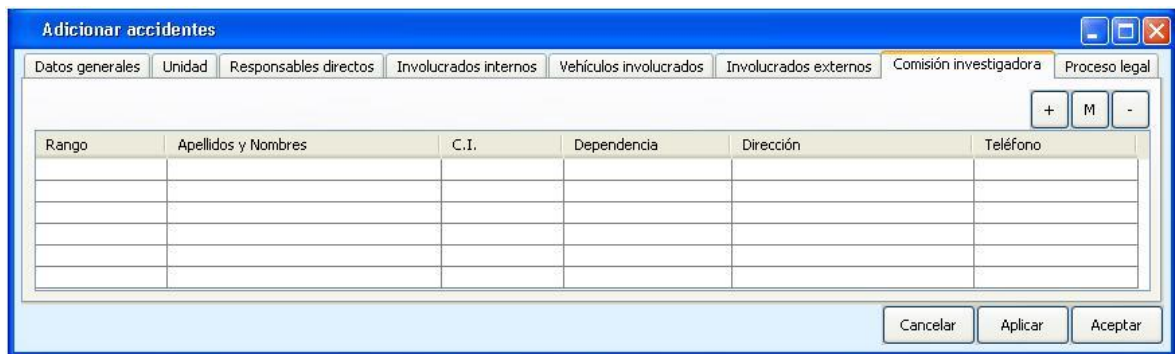 Adicionar accidentes
Datos generales Unidad Responsables directos Involucrados internos Vehículos involucrados Involucrados externos Comisión investigadora Proceso legal
+ M -
Rango Apellidos y Nombres C.I. Dependencia Dirección Teléfono
Cancelar Aplicar Aceptar